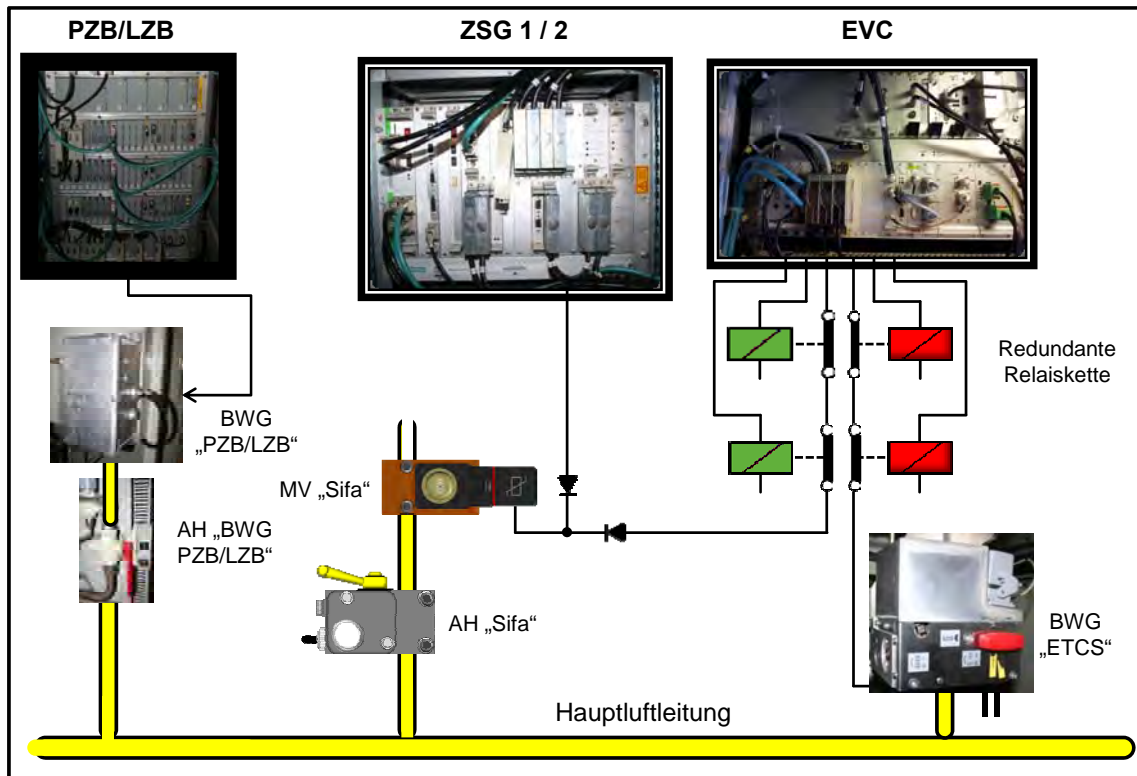 PZB/LZB
ZSG 1 / 2
EVC
Redundante
Relaiskette
BWG
„PZB/LZB“
MV „Sifa“
AH „BWG
PZB/LZB“
AH „Sifa“
BWG
„ETCS“
Hauptluftleitung